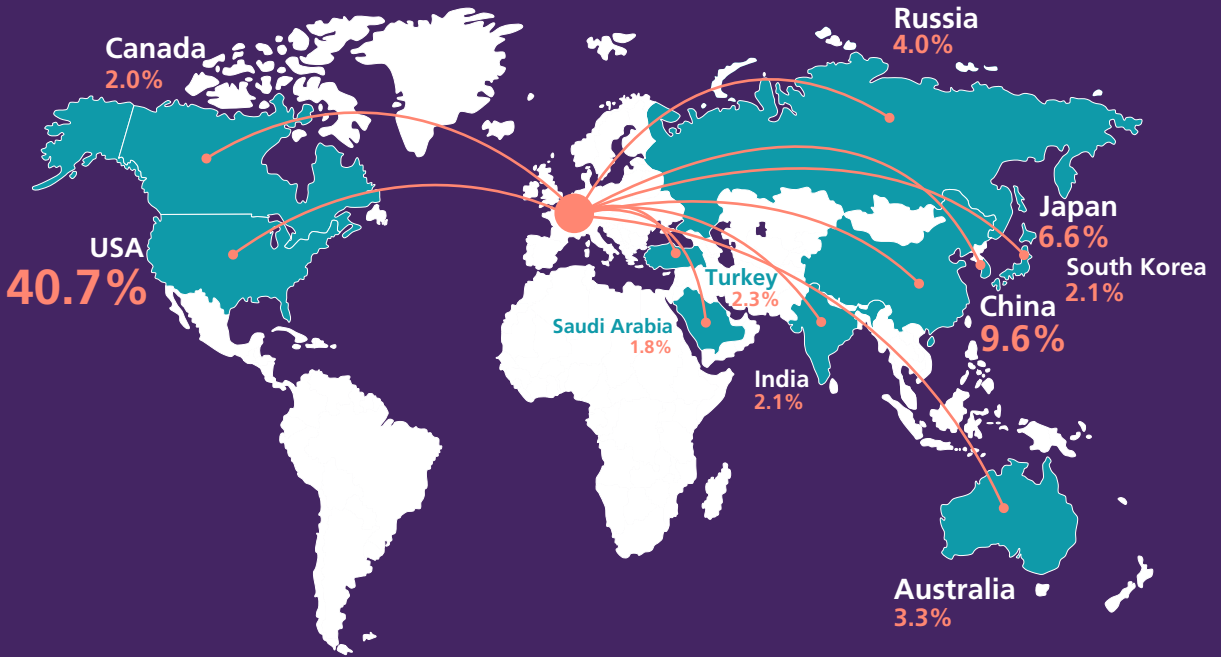 Canada
2.0%
Russia
4.0%
USA
40.7%
Japan
6.6%
South Korea
2.1%
China
9.6%
Turkey
2.3%
Saudi Arabia
1.8%
India
2.1%
Australia
3.3%